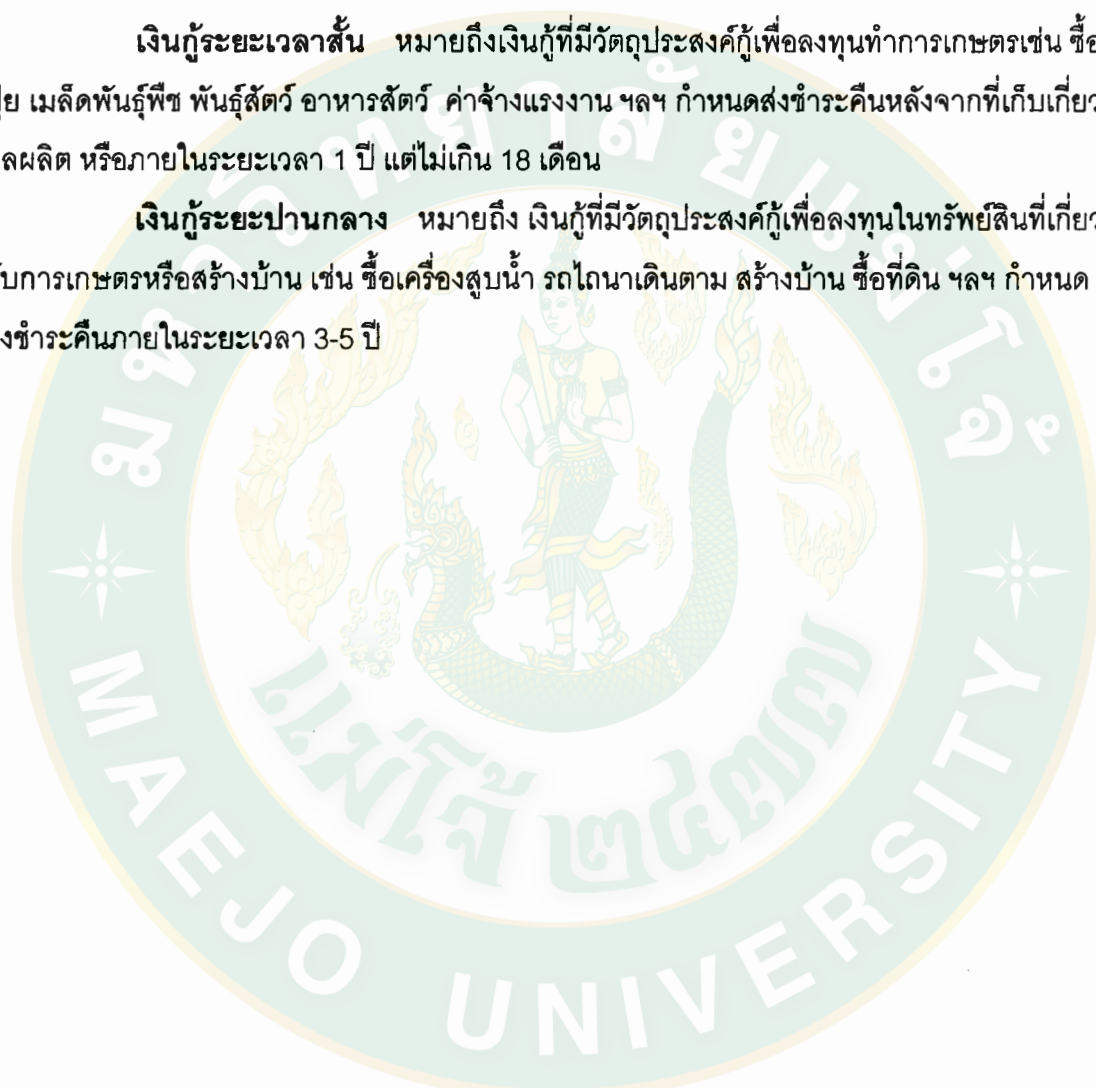 เงินกู้ระยะเวลาสั้น หมายถึงเงินกู้ที่มีวัตถุประสงค์กู้เพื่อลงทุนทำการเกษตรเช่น ซื้อ
ปุ๋ย เมล็ดพันธุ์พืช พันธุ์สัตว์ อาหารสัตว์ ค่าจ้างแรงงาน ฯลฯ กำหนดส่งชำระคืนหลังจากที่เก็บเกี่ยว
ลผลิต หรือภายในระยะเวลา 1 ปี แต่ไม่เกิน 18 เดือน
เงินกู้ระยะปานกลาง หมายถึง เงินกู้ที่มีวัตถุประสงค์กู้เพื่อลงทุนในทรัพย์สินที่เกี่ยว
ับการเกษตรหรือสร้างบ้าน เช่น ซื้อเครื่องสูบน้ำ รถไถนาเดินตาม สร้างบ้าน ซื้อที่ดิน ฯลฯ กำหนด
งชำระคืนภายในระยะเวลา 3-5 ปี
มหาวิทยาลัยแม่โจ้
แม่โจ้ ๒๔๗๗
MAEJO UNIVERSITY